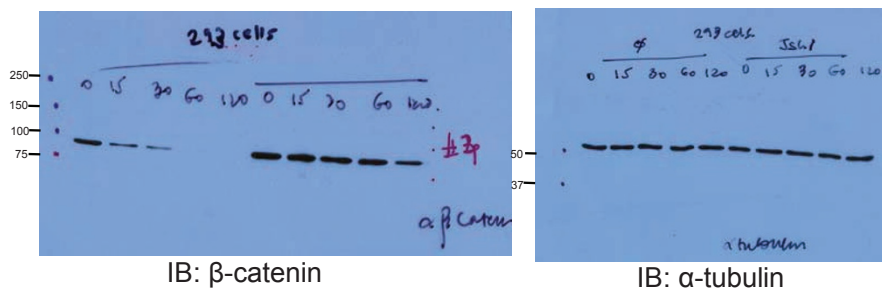 293 cells
250
150
100
75
0 15 30 60 120 0 15 30 60 120
α β Caten
IB: β-catenin
293 cells
φ
0 15 30 60 120 0 15 30 60 120
50
37
α tubulin
IB: α-tubulin